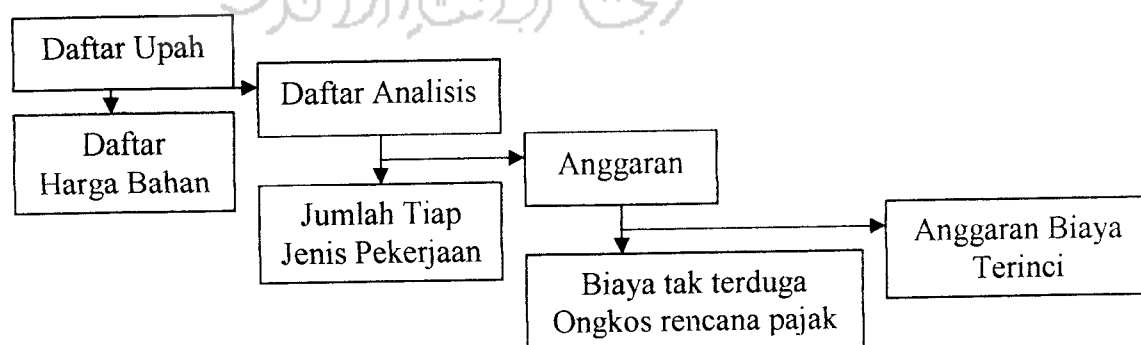 Daftar Upah
Daftar Analisis
Daftar
Harga Bahan
Anggaran
Jumlah Tiap
Jenis Pekerjaan
Anggaran Biaya
Terinci
Biaya tak terduga
Ongkos rencana pajak